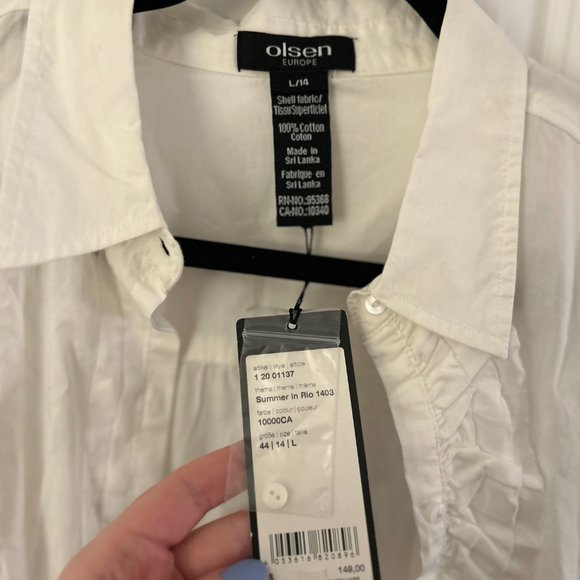 olsen
EUROPE
L/14
Shell fabric/
Tissu Superficiel
100% Cotton
Coton
Made in
Sri Lanka
Fabrique en
Sri Lanka
RN-NO.:95368
CA-NO.:10340
artikel | style | article
1 20 01137
thema | theme | thème
Summer in Rio 1403
farbe | colour | couleur
10000CA
größe | size | taille
44 | 14 | L
4033616820896
149,00